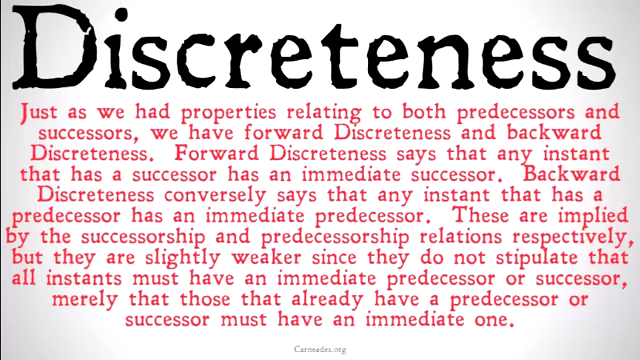 Discreteness
Just as we had properties relating to both predecessors and
successors, we have forward Discreteness and backward
Discreteness. Forward Discreteness says that any instant
that has a successor has an immediate successor. Backward
Discreteness conversely says that any instant that has a
predecessor has an immediate predecessor. These are implied
by the successorship and predecessorship relations respectively,
but they are slightly weaker since they do not stipulate that
all instants must have an immediate predecessor or successor,
merely that those that already have a predecessor or
successor must have an immediate one.
Carneades.org